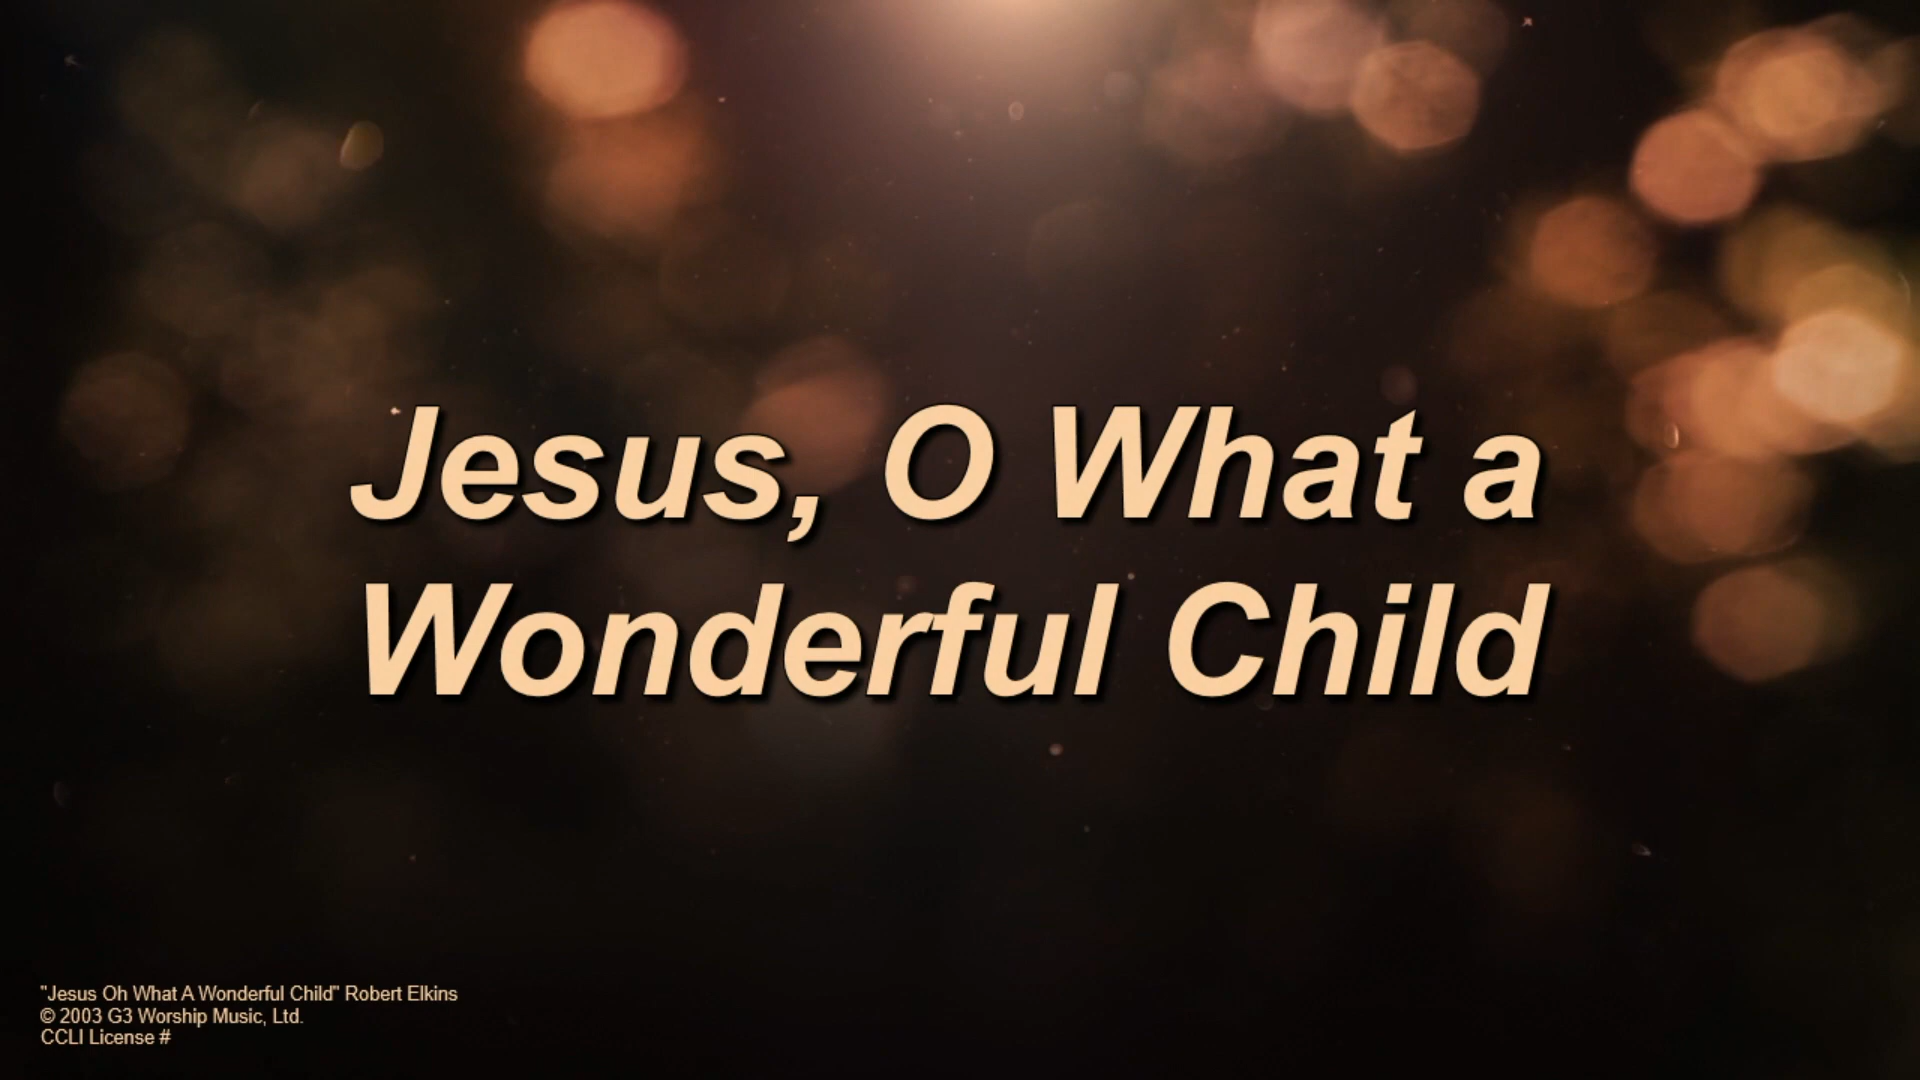 Jesus, O What a
Wonderful Child
"Jesus Oh What A Wonderful Child" Robert Elkins
© 2003 G3 Worship Music, Ltd.
CCLI License #